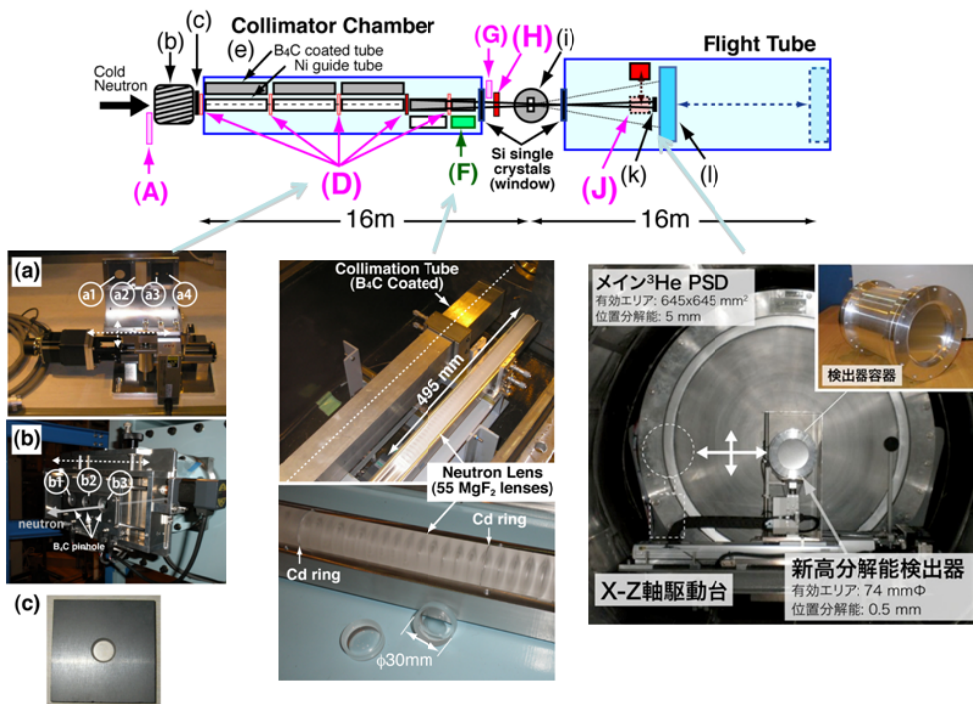 Collimator Chamber
(b)
(c)
(e)
B₄C coated tube
Ni guide tube
(G)
(H)
(i)
Flight Tube
Cold
Neutron
(A)
(D)
(F)
Si single
crystals
(window)
(J)
(k)
(l)
16m
16m
(a)
a1
a2
a3
a4
(b)
b1
b2
b3
neutron
B₄C pinhole
(c)
Collimation Tube
(B₄C Coated)
495 mm
Neutron Lens
(55 MgF₂ lenses)
Cd ring
Cd ring
φ30mm
メイン³He PSD
有効エリア: 645x645 mm²
位置分解能: 5 mm
検出器容器
X-Z軸駆動台
新高分解能検出器
有効エリア: 74 mmΦ
位置分解能: 0.5 mm